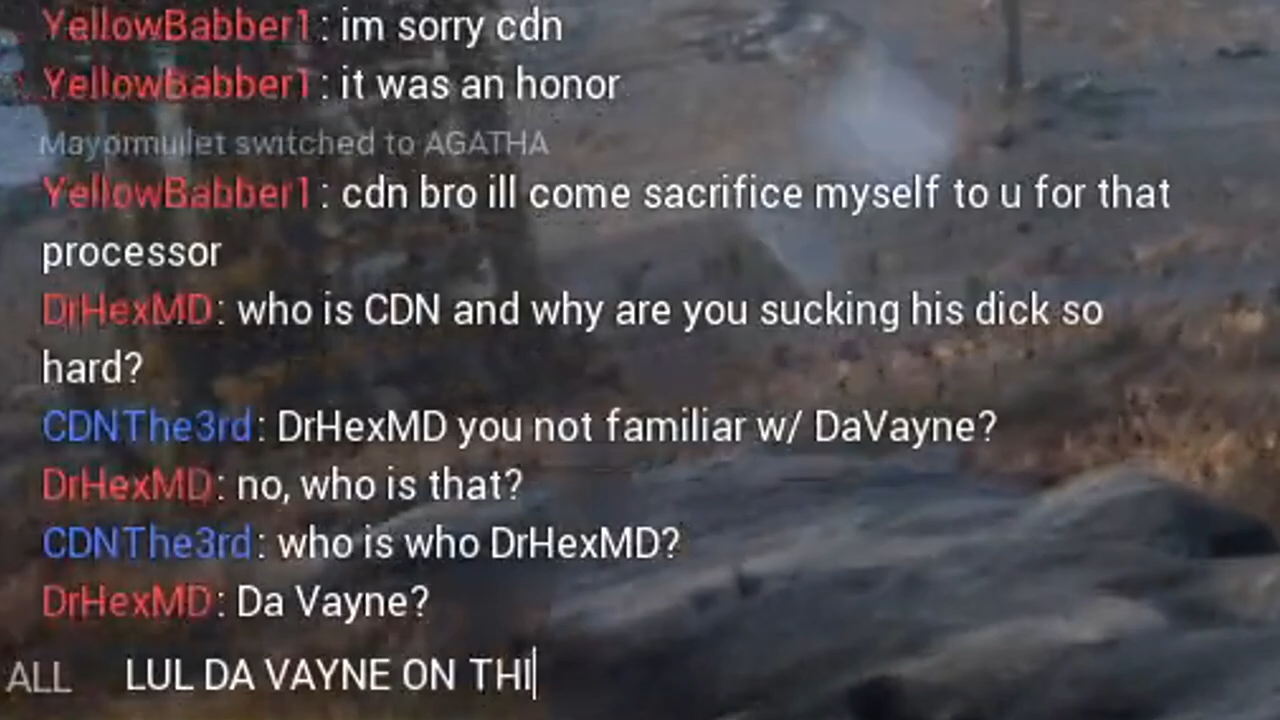 YellowBabber1 : im sorry cdn
YellowBabber1 : it was an honor
Mayormullet switched to AGATHA
YellowBabber1 : cdn bro ill come sacrifice myself to u for that
processor
DrHexMD : who is CDN and why are you sucking his dick so
hard?
CDNThe3rd : DrHexMD you not familiar w/ DaVayne?
DrHexMD : no, who is that?
CDNThe3rd : who is who DrHexMD?
DrHexMD : Da Vayne?
ALL LUL DA VAYNE ON THI